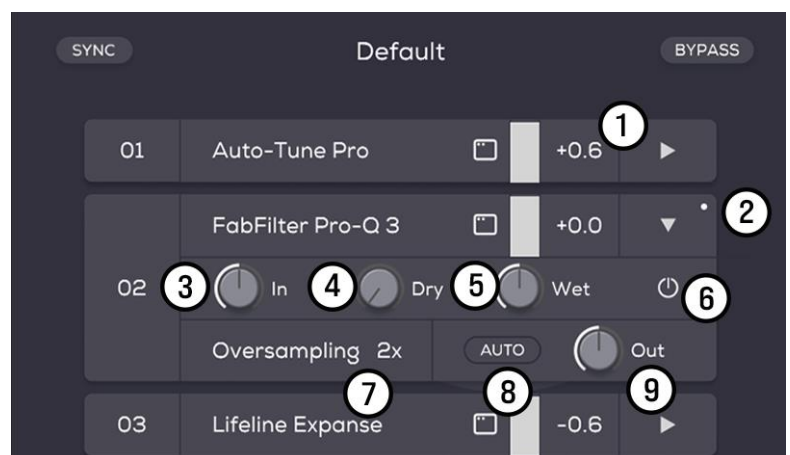 SYNC Default BYPASS
1
01 Auto-Tune Pro +0.6
2
FabFilter Pro-Q 3 +0.0
02 3 In 4 Dry 5 Wet 6
Oversampling 2x AUTO Out
7 8 9
03 Lifeline Expanse -0.6